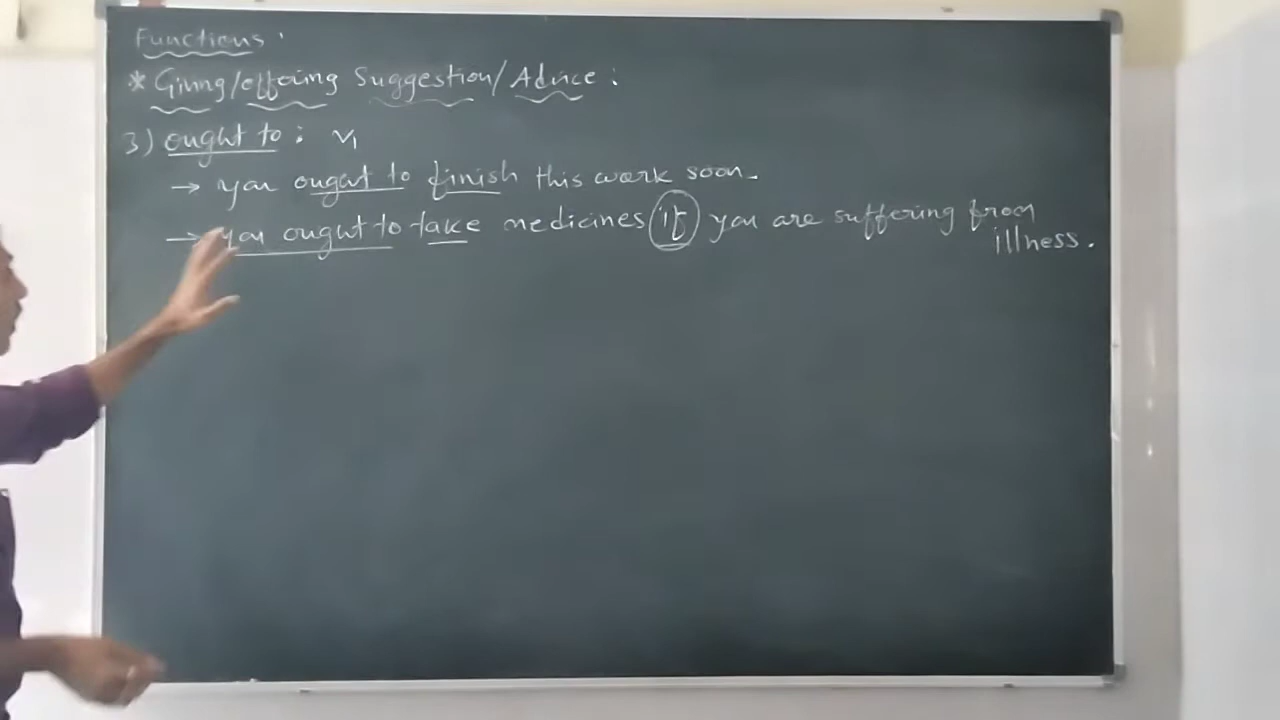 Functions.
* Giving/offering Suggestion/Advice :
3) ought to : V1
→ you ought to finish this work soon.
→ you ought to take medicines if you are suffering from
illness.